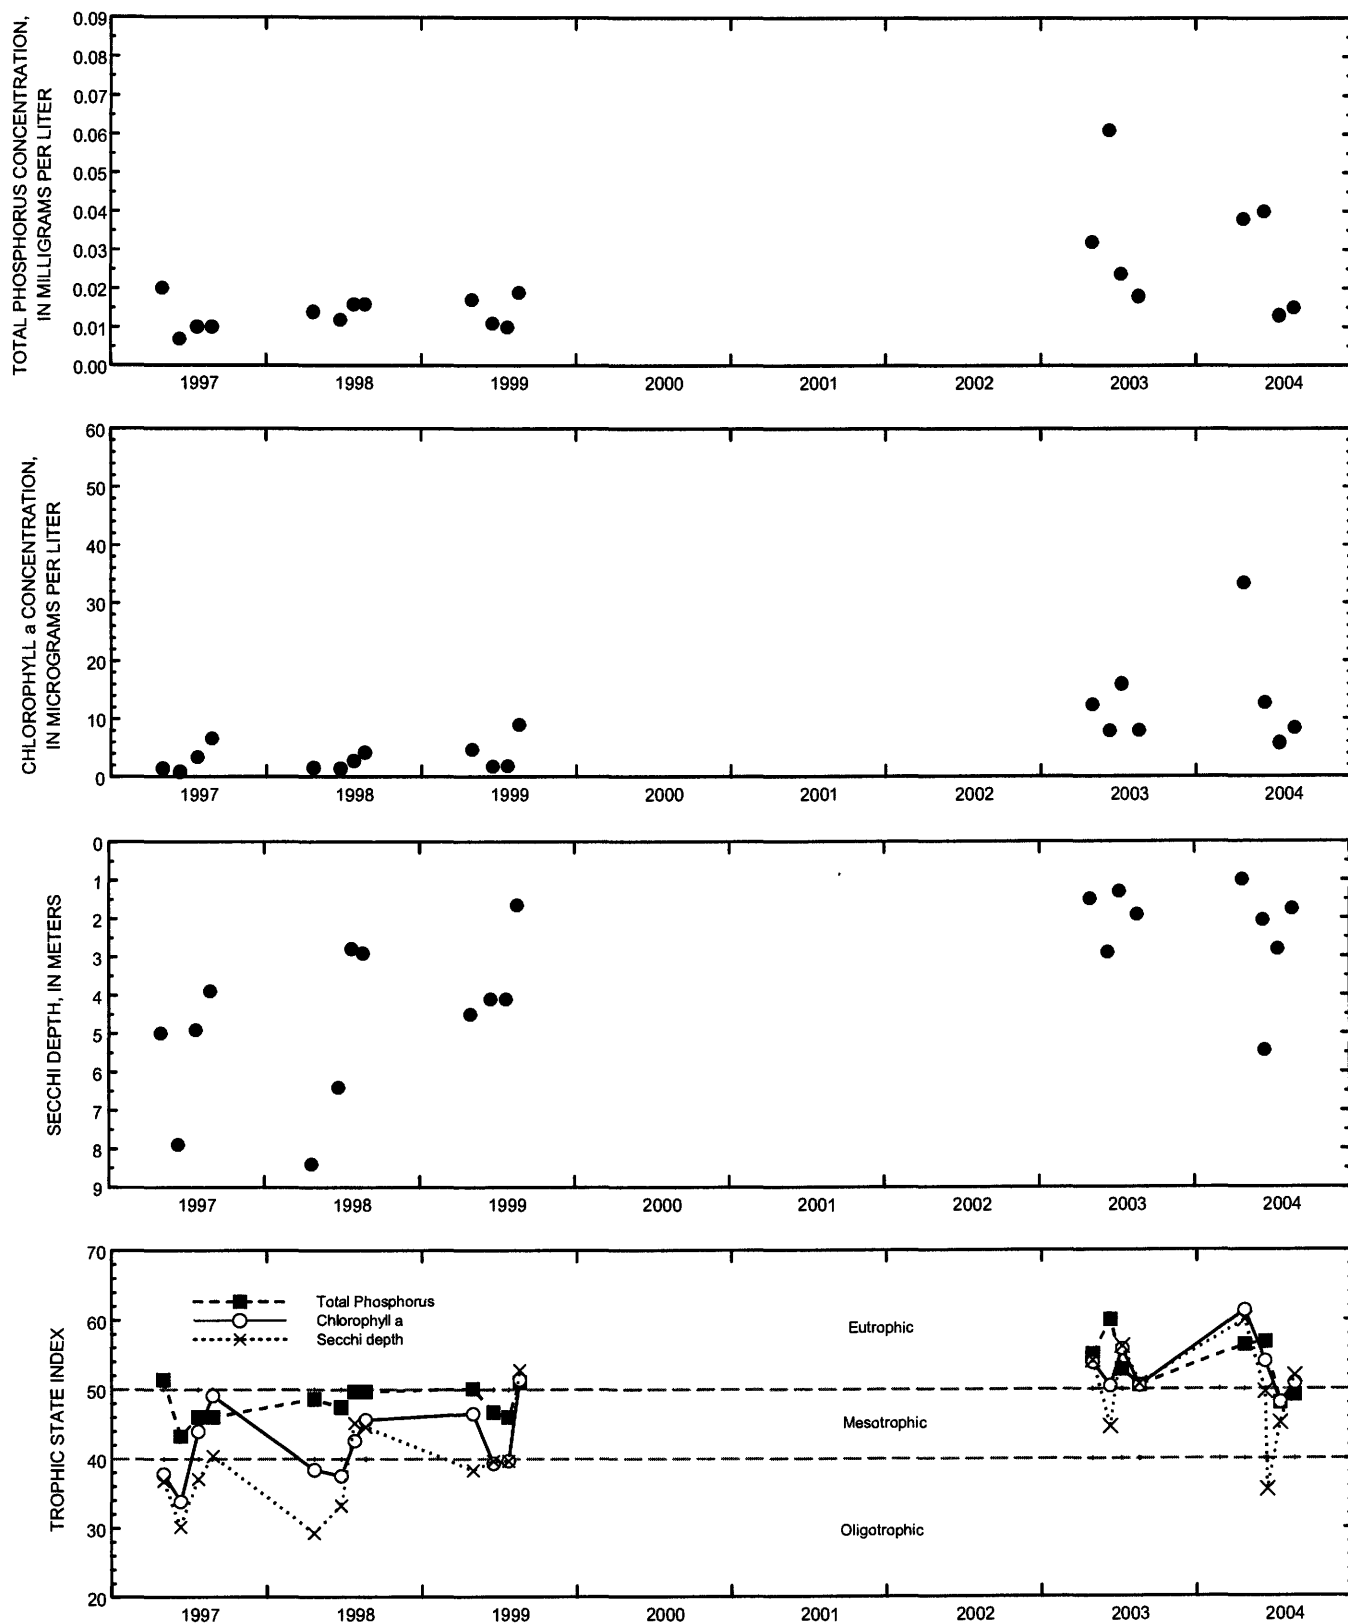 TOTAL PHOSPHORUS CONCENTRATION,
IN MILLIGRAMS PER LITER
0.09
0.08
0.07
0.06
0.05
0.04
0.03
0.02
0.01
0.00
1997 1998 1999 2000 2001 2002 2003 2004
CHLOROPHYLL a CONCENTRATION,
IN MICROGRAMS PER LITER
60
50
40
30
20
10
0
1997 1998 1999 2000 2001 2002 2003 2004
SECCHI DEPTH, IN METERS
0
1
2
3
4
5
6
7
8
9
1997 1998 1999 2000 2001 2002 2003 2004
TROPHIC STATE INDEX
70
60
50
40
30
20
Total Phosphorus
Chlorophyll a
Secchi depth
Eutrophic
Mesotrophic
Oligotrophic
1997 1998 1999 2000 2001 2002 2003 2004